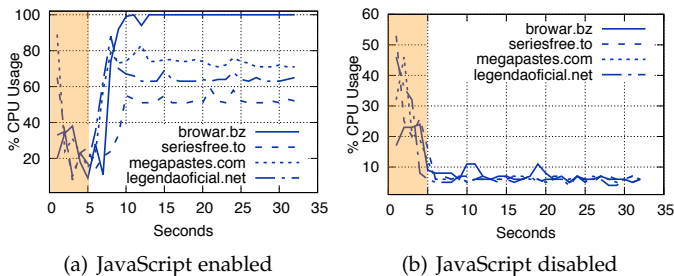 100
80
60
40
20
0 5 10 15 20 25 30 35
% CPU Usage
Seconds
browar.bz
seriesfree.to
megapastes.com
legendaoficial.net
(a) JavaScript enabled
60
50
40
30
20
10
0 5 10 15 20 25 30 35
% CPU Usage
Seconds
browar.bz
seriesfree.to
megapastes.com
legendaoficial.net
(b) JavaScript disabled